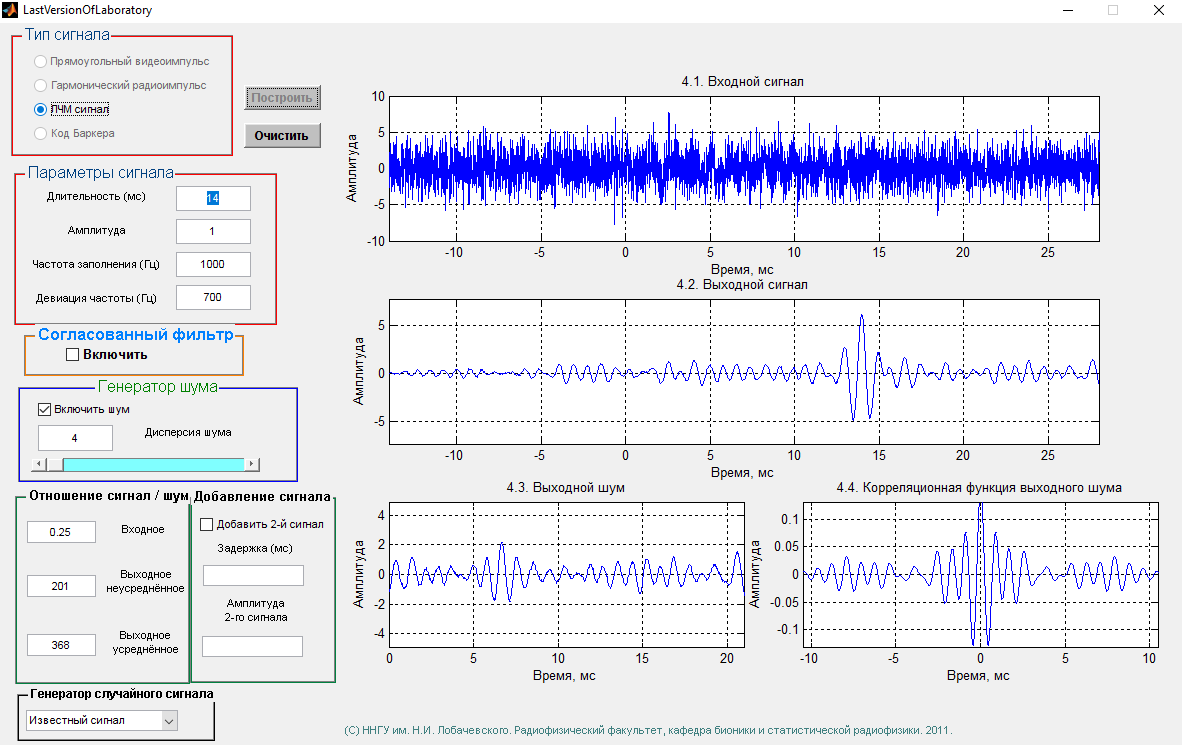 LastVersionOfLaboratory
Тип сигнала
Прямоугольный видеоимпульс
Гармонический радиоимпульс
ЛЧМ сигнал
Код Баркера
Построить
Очистить
Параметры сигнала
Длительность (мс)
14
Амплитуда
1
Частота заполнения (Гц)
1000
Девиация частоты (Гц)
700
Согласованный фильтр
Включить
Генератор шума
Включить шум
4
Дисперсия шума
Отношение сигнал / шум
0.25
Входное
201
Выходное
неусреднённое
368
Выходное
усреднённое
Добавление сигнала
Добавить 2-й сигнал
Задержка (мс)
Амплитуда
2-го сигнала
Генератор случайного сигнала
Известный сигнал
4.1. Входной сигнал
Амплитуда
10
5
0
-5
-10
-10 -5 0 5 10 15 20 25
Время, мс
4.2. Выходной сигнал
Амплитуда
5
0
-5
-10 -5 0 5 10 15 20 25
Время, мс
4.3. Выходной шум
Амплитуда
4
2
0
-2
-4
0 5 10 15 20
Время, мс
4.4. Корреляционная функция выходного шума
Амплитуда
0.1
0.05
0
-0.05
-0.1
-10 -5 0 5 10
Время, мс
(С) ННГУ им. Н.И. Лобачевского. Радиофизический факультет, кафедра бионики и статистической радиофизики. 2011.